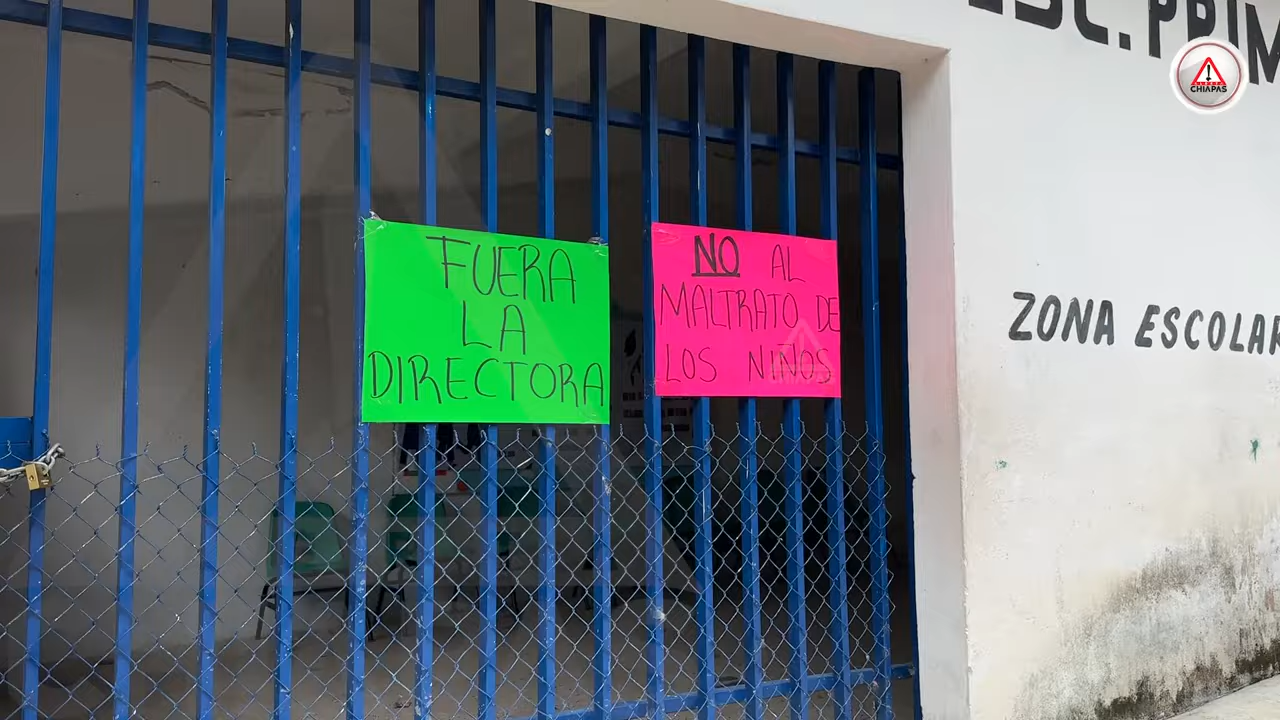 ESC. PRIM
CHIAPAS
FUERA
LA
DIRECTORA
NO AL
MALTRATO DE
LOS NIÑOS
ZONA ESCOLAR